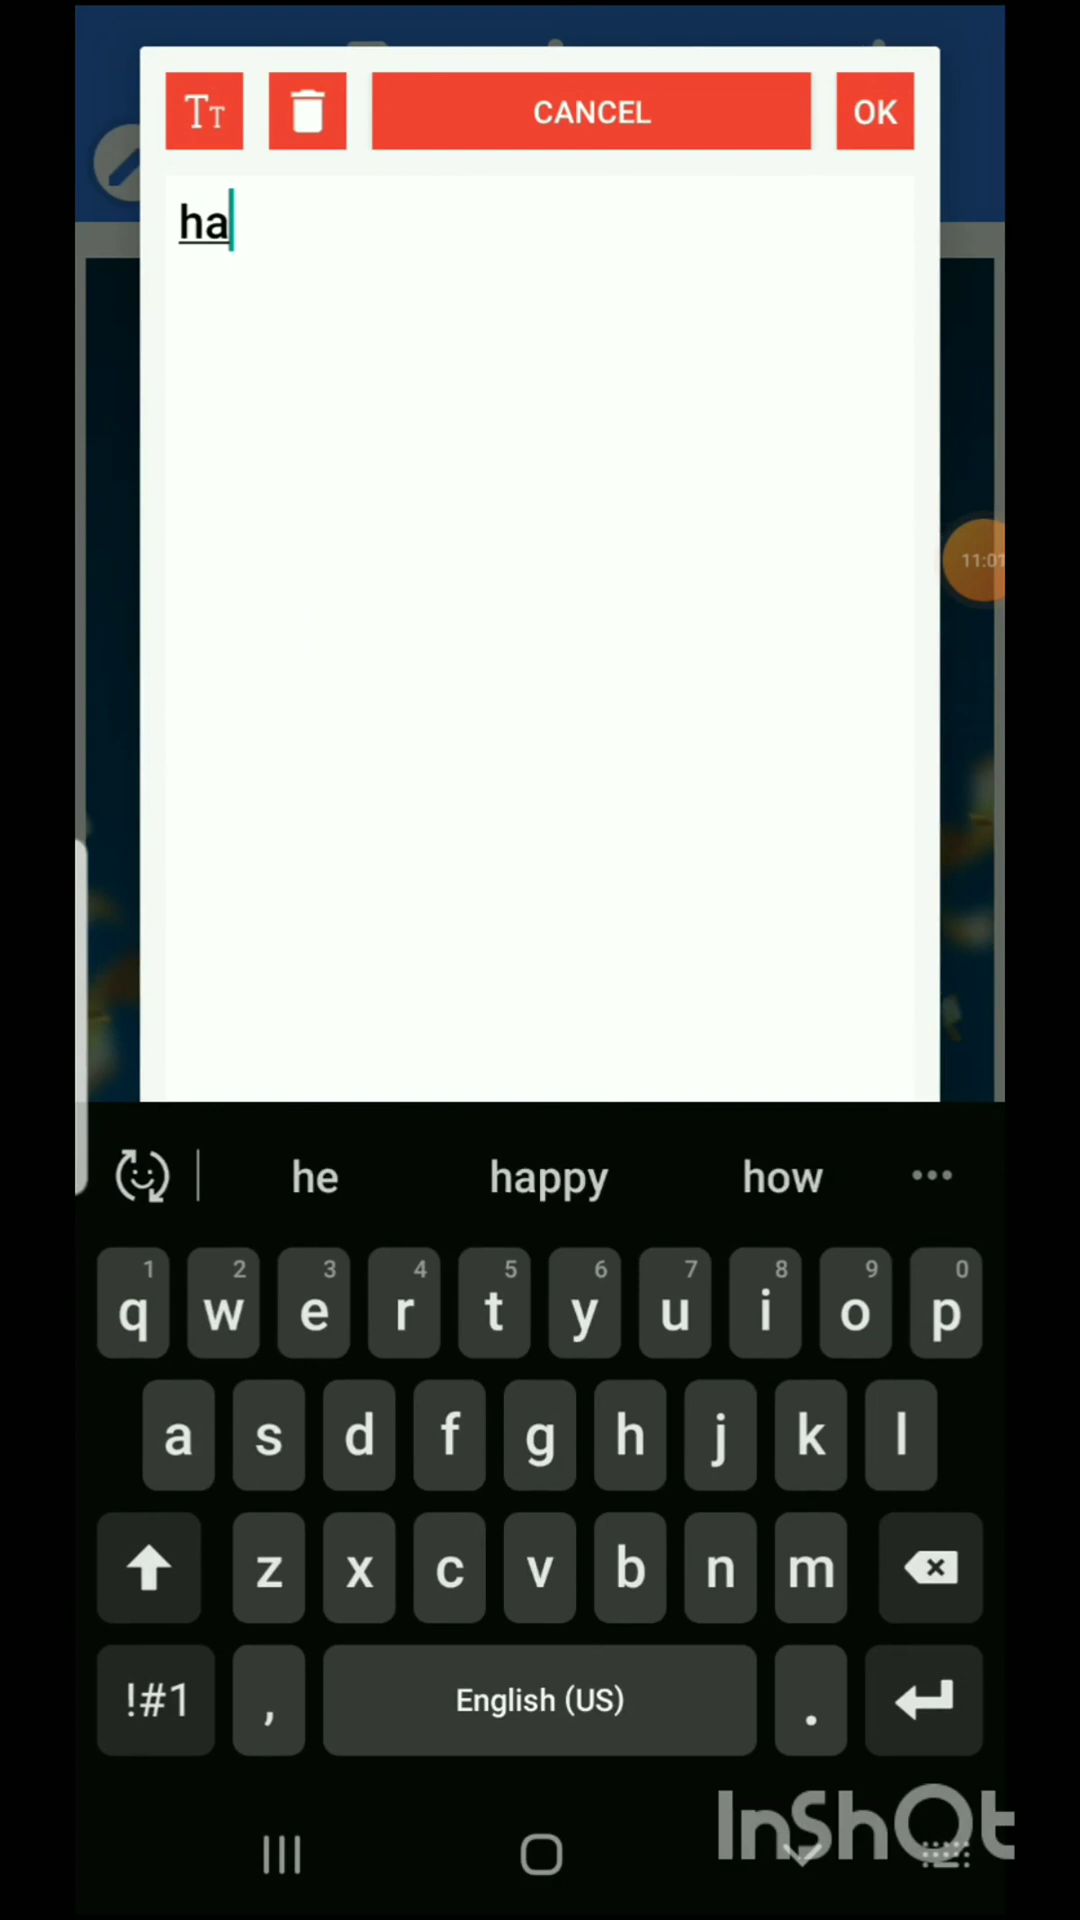 TT CANCEL OK
ha
11:01
he happy how •••
1 2 3 4 5 6 7 8 9 0
q w e r t y u i o p
a s d f g h j k l
z x c v b n m
!#1 , English (US) .
InShOt